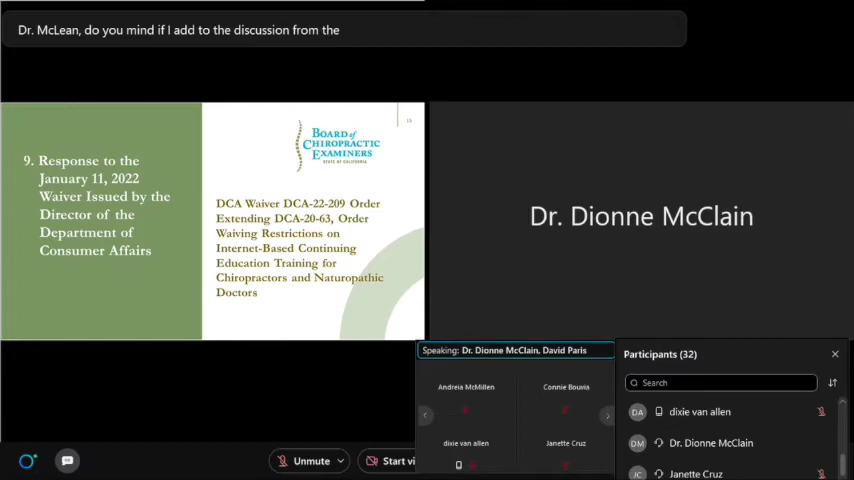 Dr. McLean, do you mind if I add to the discussion from the
9. Response to the
January 11, 2022
Waiver Issued by the
Director of the
Department of
Consumer Affairs
15
BOARD of
CHIROPRACTIC
EXAMINERS
STATE OF CALIFORNIA
DCA Waiver DCA-22-209 Order
Extending DCA-20-63, Order
Waiving Restrictions on
Internet-Based Continuing
Education Training for
Chiropractors and Naturopathic
Doctors
Dr. Dionne McClain
Speaking: Dr. Dionne McClain, David Paris
Andreia McMillen
Connie Bouvia
dixie van allen
Janette Cruz
Participants (32)
Search
DA dixie van allen
DM Dr. Dionne McClain
JC Janette Cruz
Unmute
Start vi